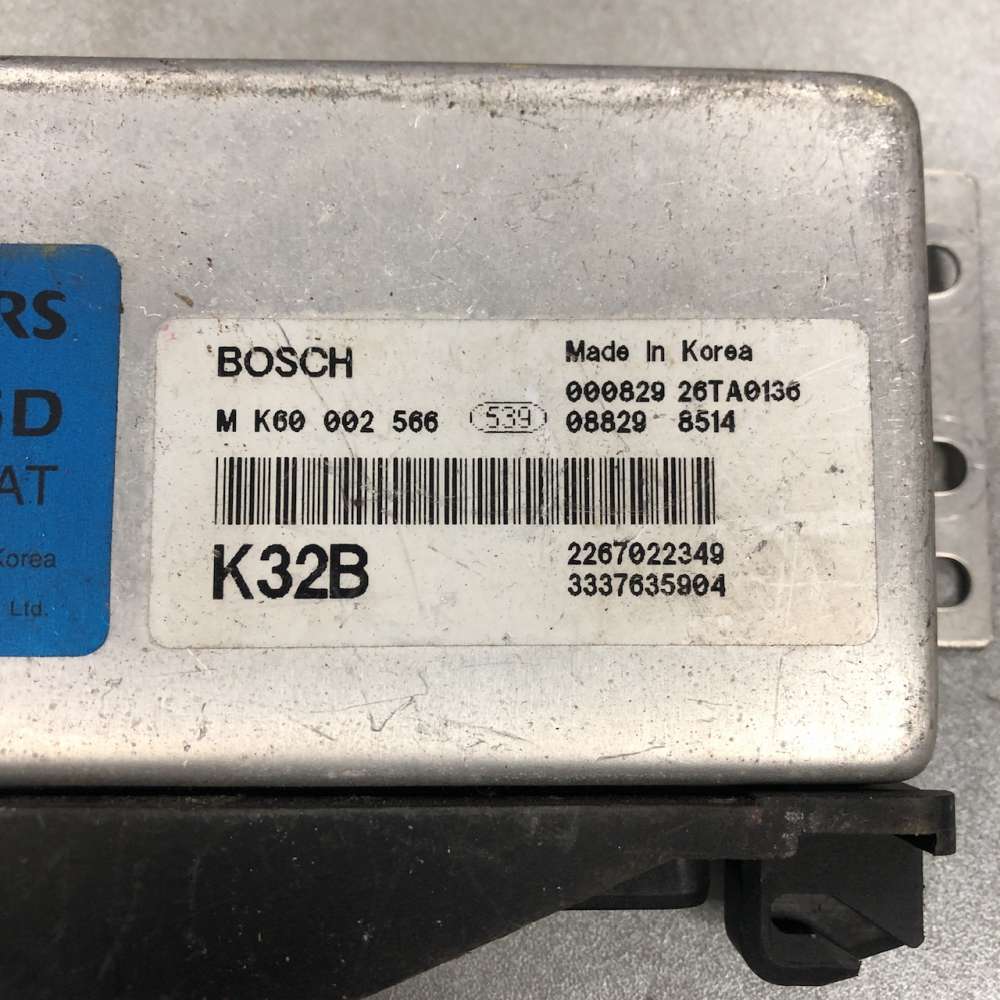 RS
5D
AT
Korea
Ltd.
BOSCH
Made In Korea
000829 26TA0136
M K60 002 566 539 08829 8514
K32B
2267022349
3337635904